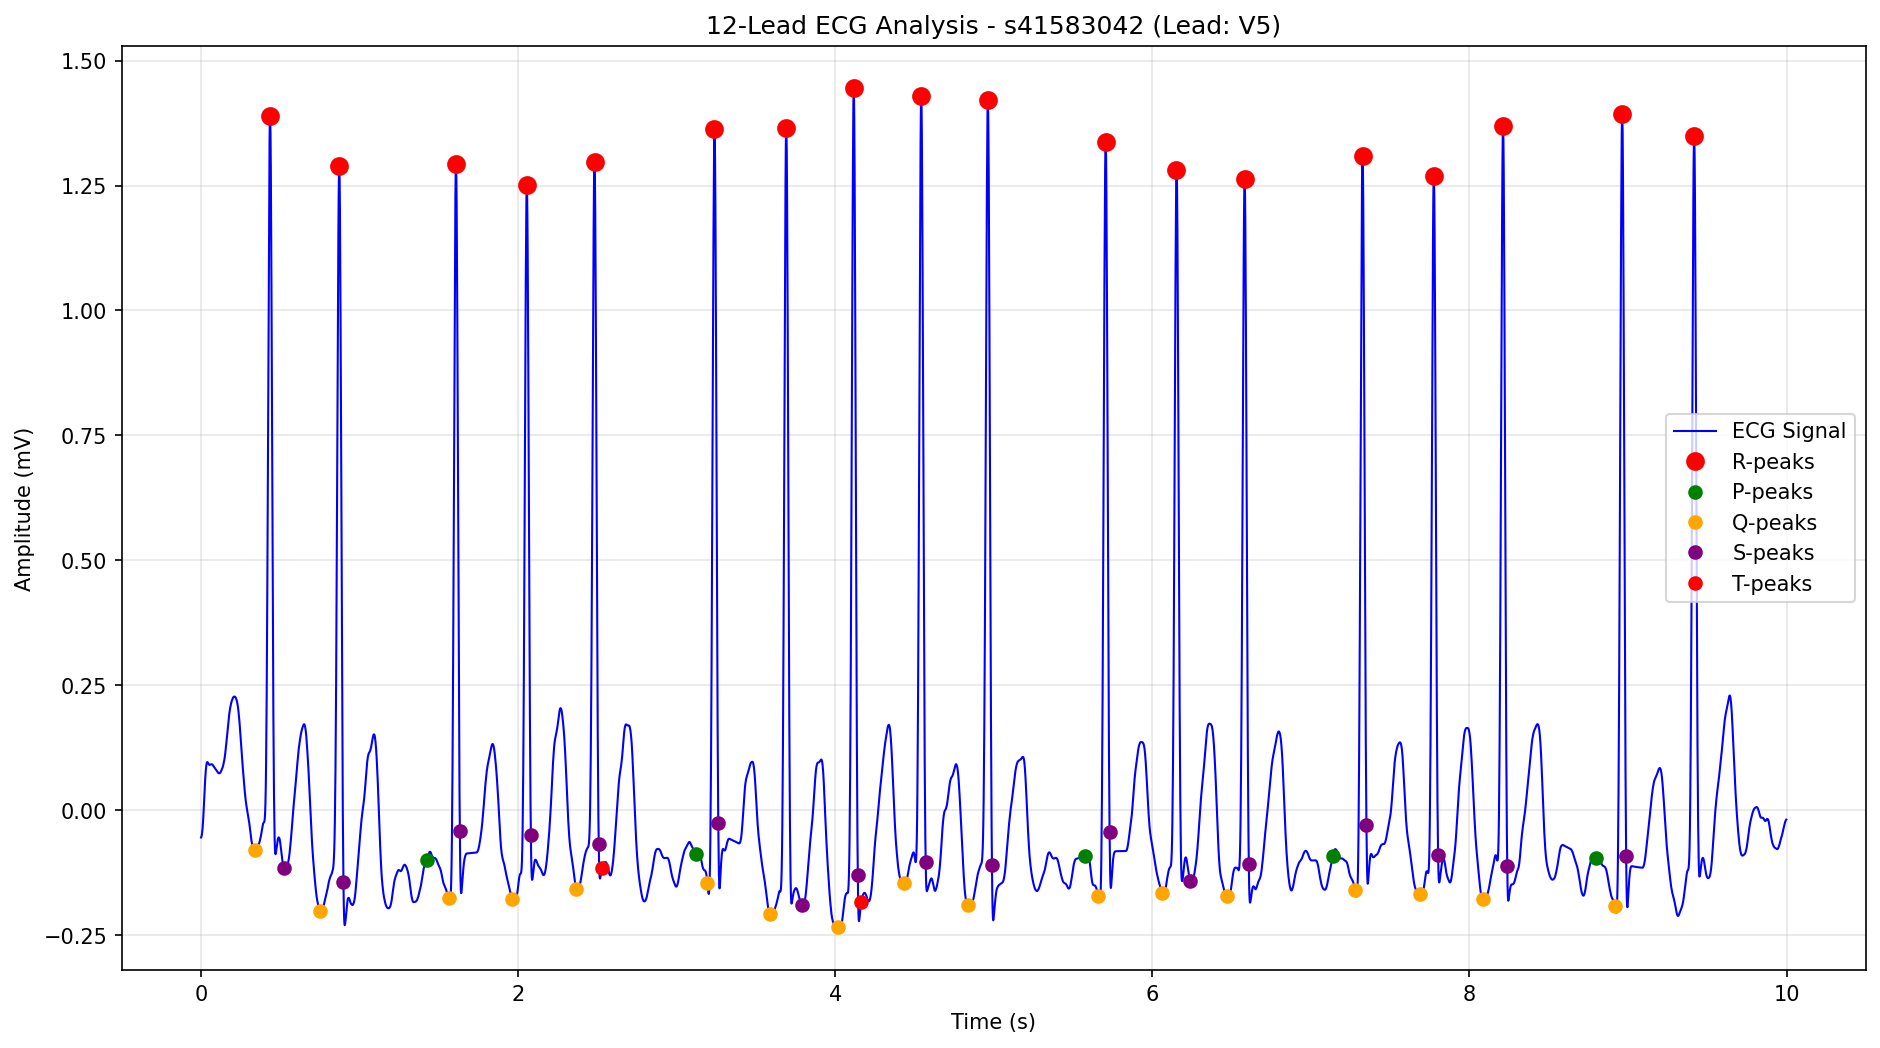 12-Lead ECG Analysis - s41583042 (Lead: V5)
1.50
1.25
1.00
0.75
0.50
0.25
0.00
−0.25
Amplitude (mV)
ECG Signal
R-peaks
P-peaks
Q-peaks
S-peaks
T-peaks
0 2 4 6 8 10
Time (s)